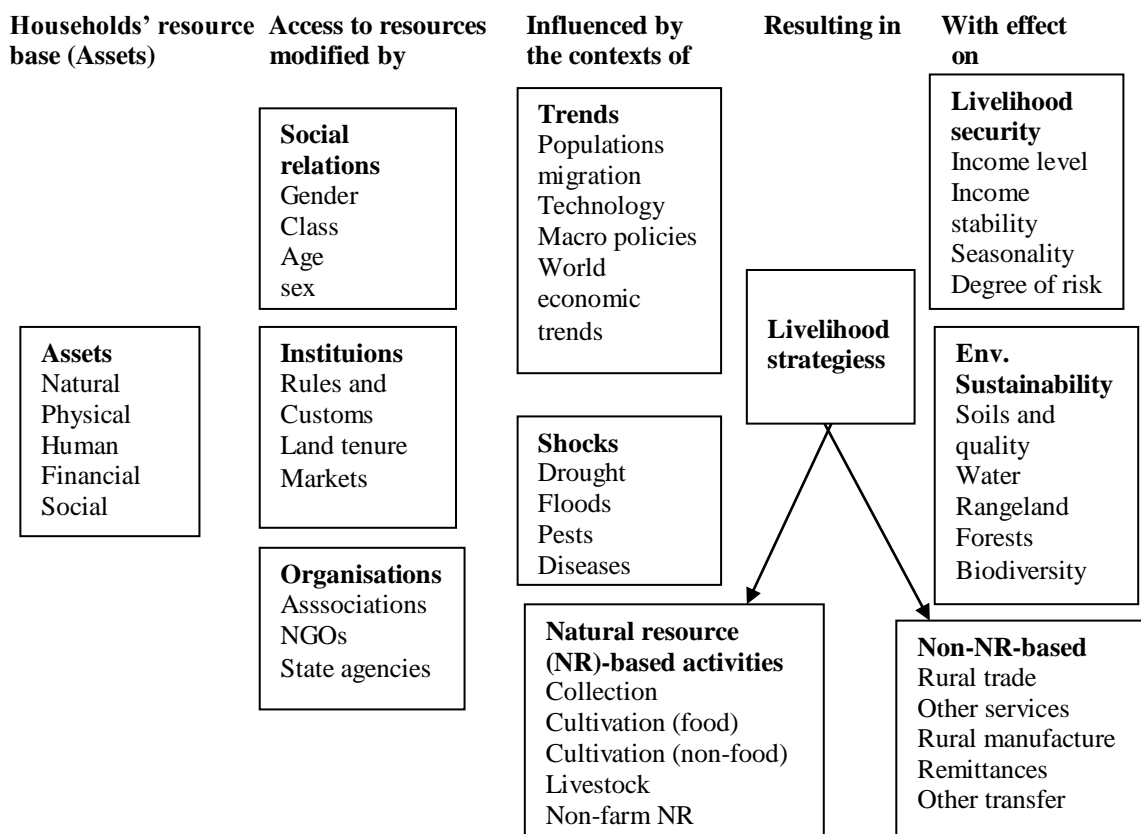 Households’ resource
base (Assets)
Access to resources
modified by
Influenced by
the contexts of
Resulting in
With effect
on
Assets
Natural
Physical
Human
Financial
Social
Social
relations
Gender
Class
Age
sex
Instituions
Rules and
Customs
Land tenure
Markets
Organisations
Asssociations
NGOs
State agencies
Trends
Populations
migration
Technology
Macro policies
World
economic
trends
Shocks
Drought
Floods
Pests
Diseases
Livelihood
strategiess
Natural resource
(NR)-based activities
Collection
Cultivation (food)
Cultivation (non-food)
Livestock
Non-farm NR
Livelihood
security
Income level
Income
stability
Seasonality
Degree of risk
Env.
Sustainability
Soils and
quality
Water
Rangeland
Forests
Biodiversity
Non-NR-based
Rural trade
Other services
Rural manufacture
Remittances
Other transfer